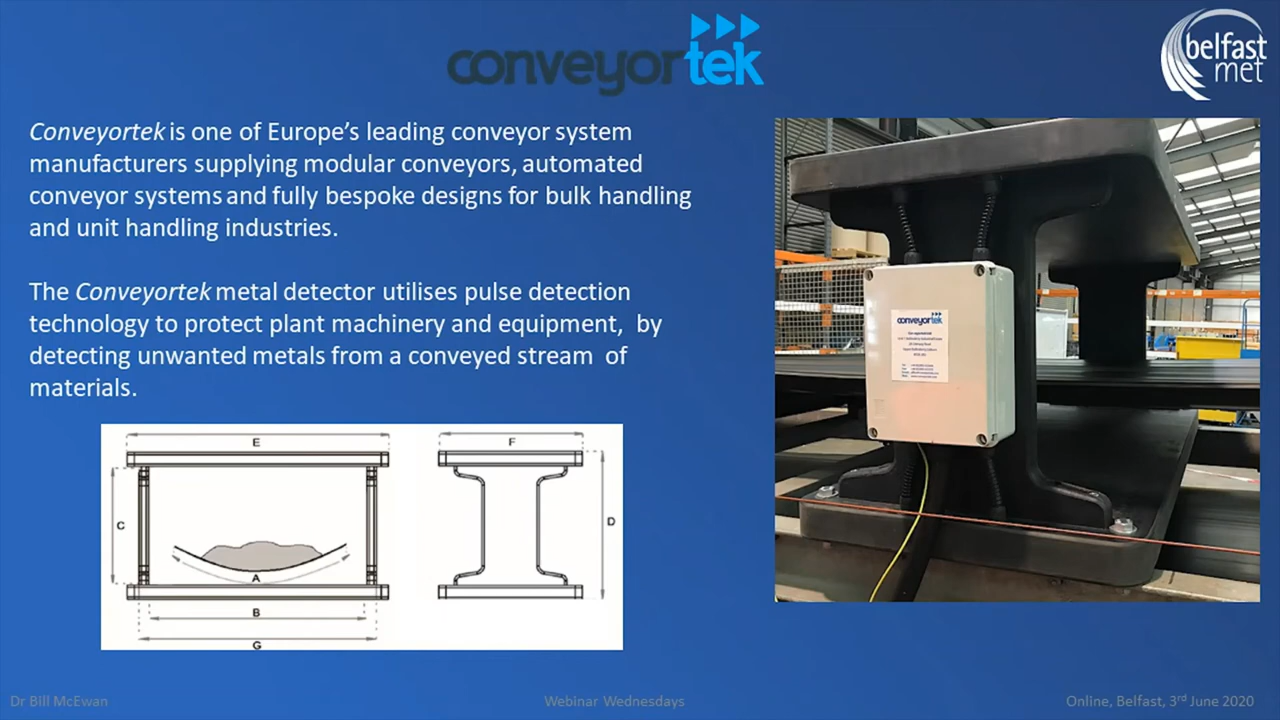 conveyortek
belfast
met
Conveyortek is one of Europe's leading conveyor system
manufacturers supplying modular conveyors, automated
conveyor systems and fully bespoke designs for bulk handling
and unit handling industries.
The Conveyortek metal detector utilises pulse detection
technology to protect plant machinery and equipment, by
detecting unwanted metals from a conveyed stream of
materials.
E
F
C
D
A
B
G
conveyortek
Dr Bill McEwan
Webinar Wednesdays
Online, Belfast, 3rd June 2020